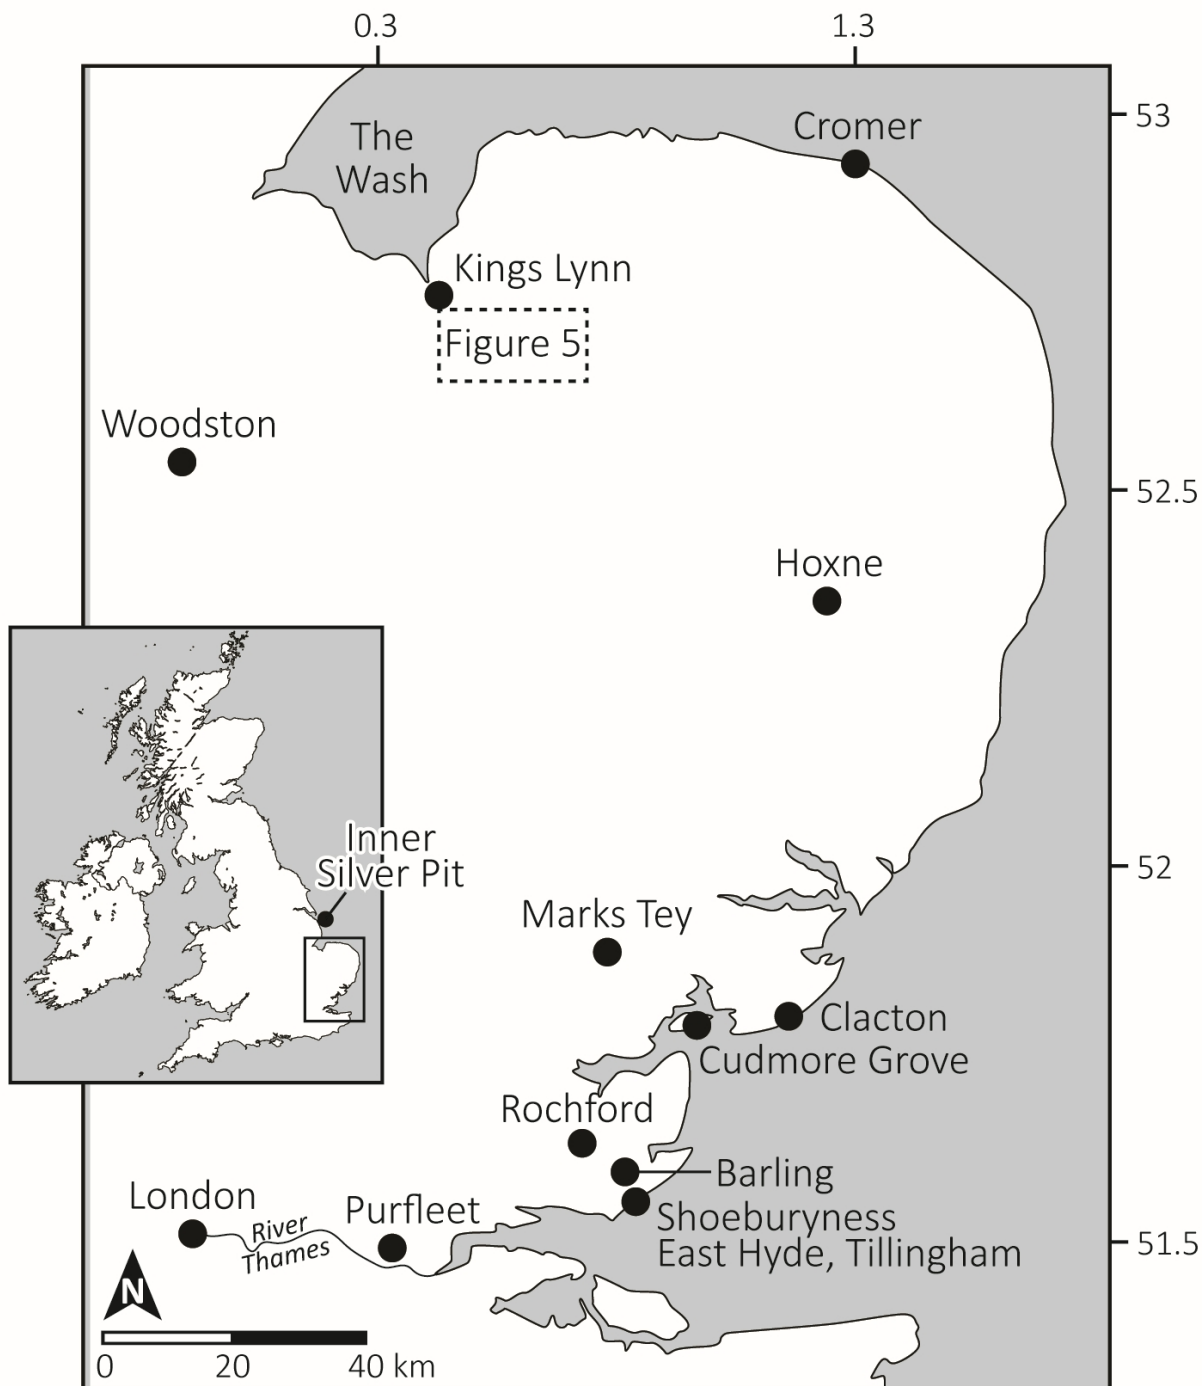 0.3
1.3
53
Cromer
The
Wash
Kings Lynn
Figure 5
Woodston
52.5
Hoxne
Inner
Silver Pit
52
Marks Tey
Clacton
Cudmore Grove
Rochford
Barling
London
River
Thames
Purfleet
Shoeburyness
East Hyde, Tillingham
51.5
N
0
20
40 km